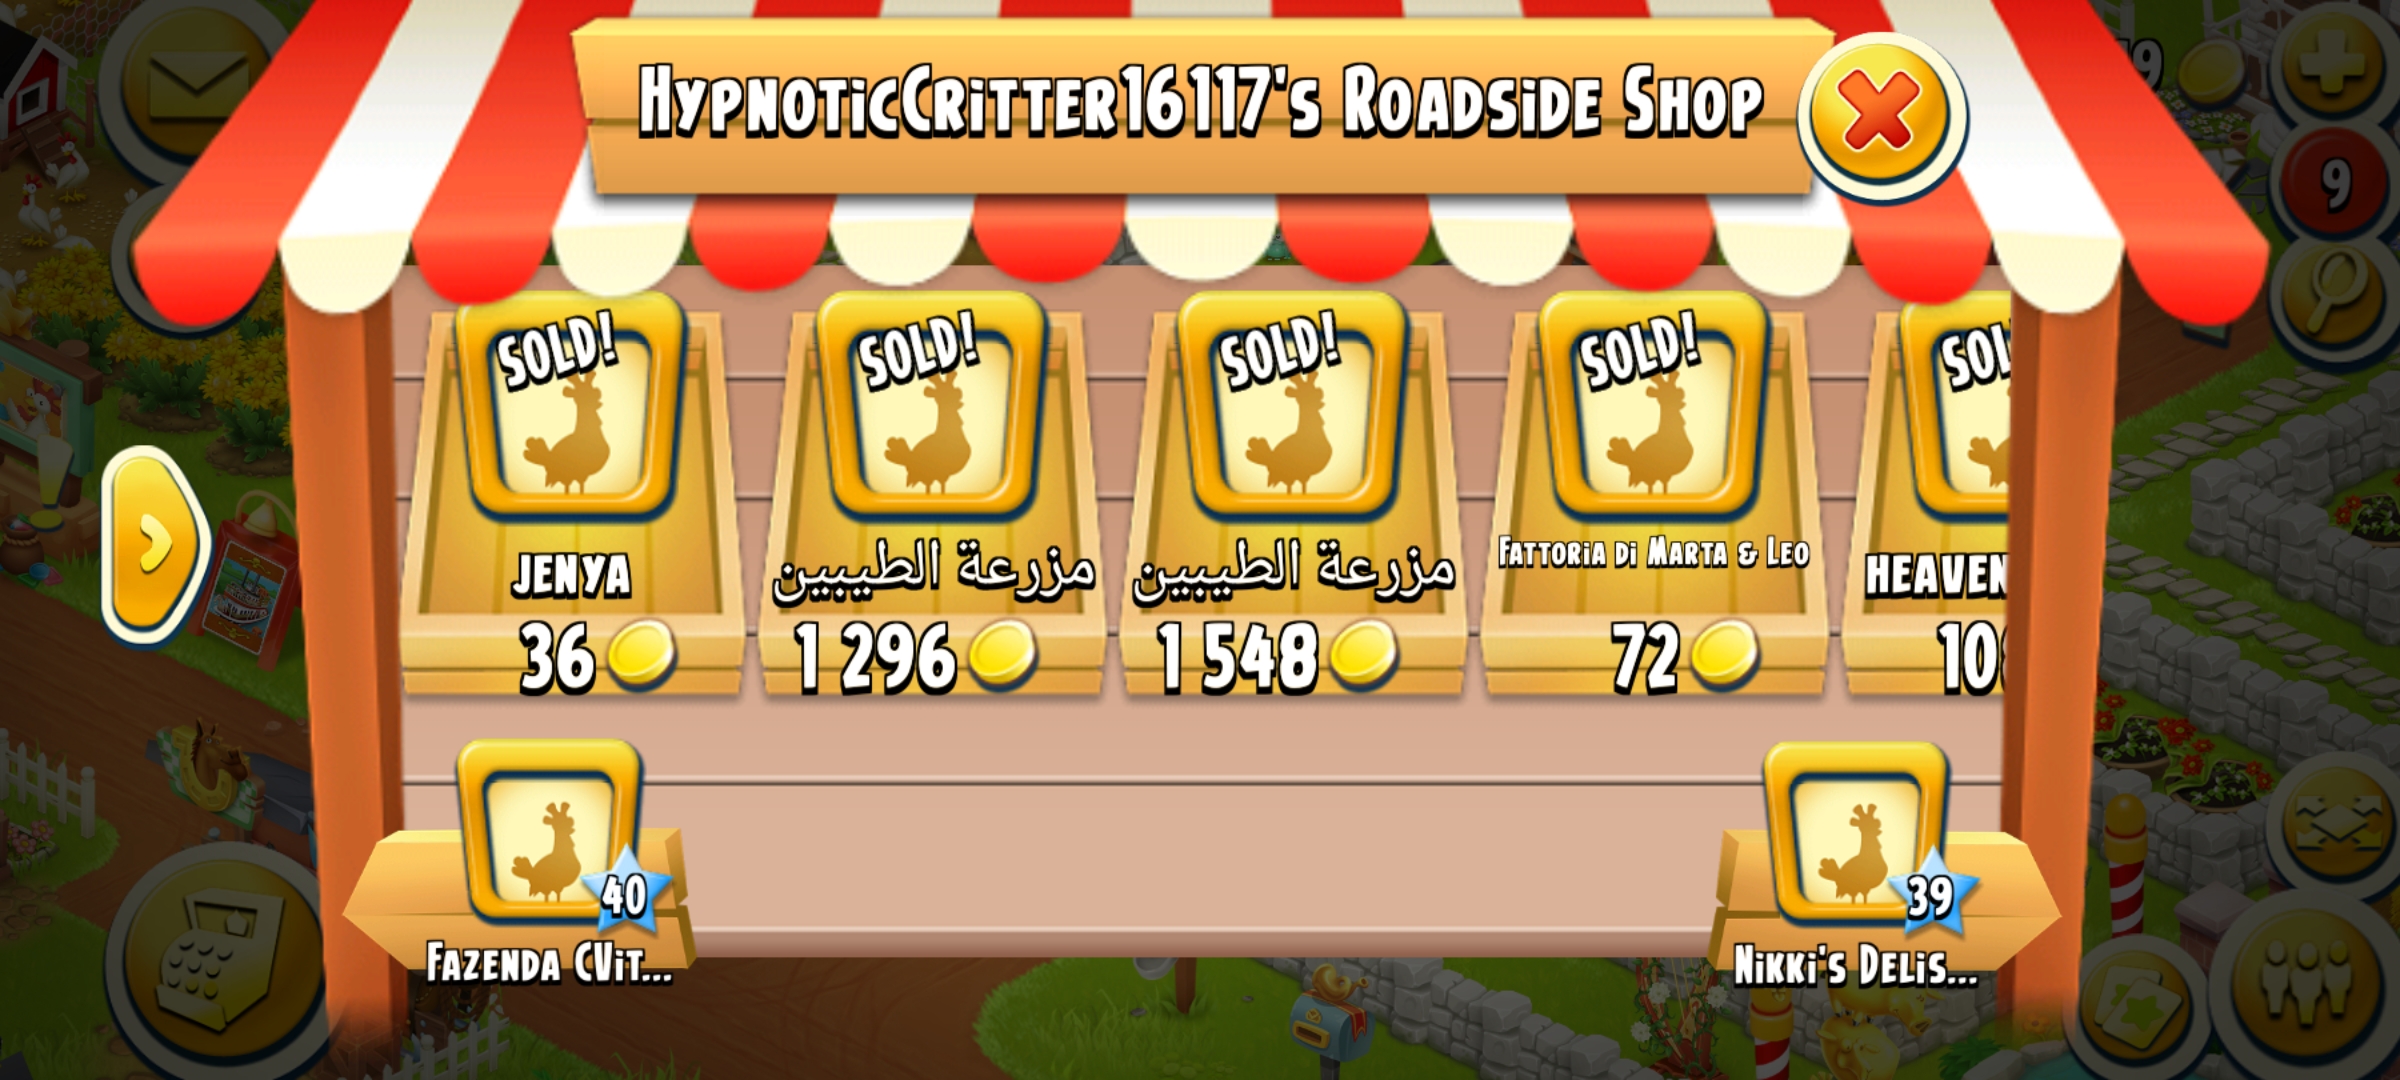 HypnoticCritter16117's Roadside Shop
9
SOLD!
SOLD!
SOLD!
SOLD!
JENYA
مزرعة الطيبين
مزرعة الطيبين
Fattoria di Marta & Leo
HEAVEN
36
1 296
1 548
72
40
39
Fazenda CVit...
Nikki's Delis...